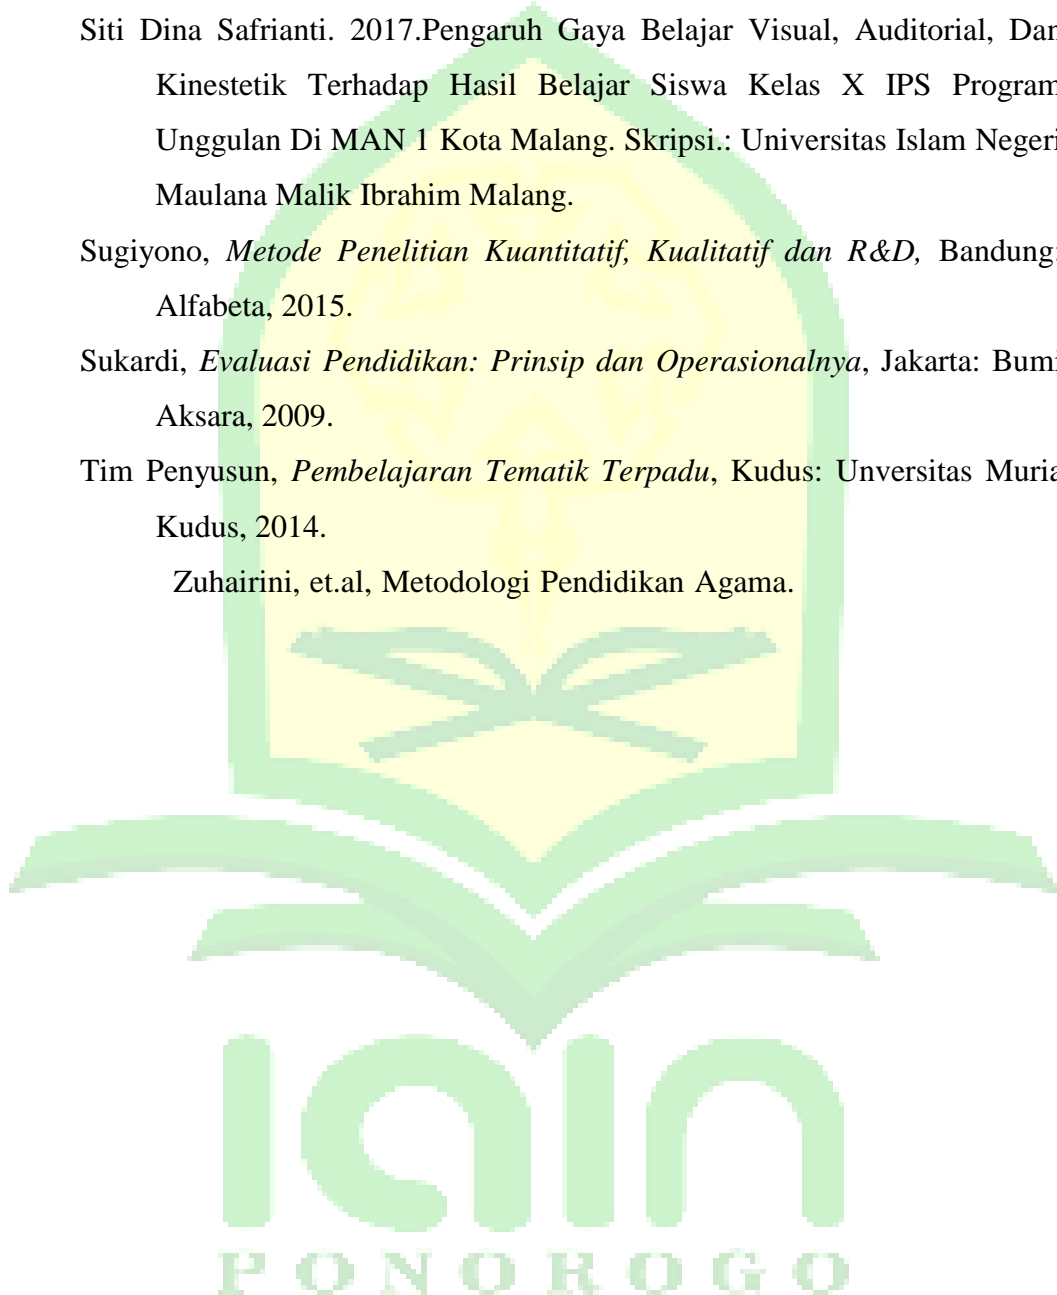 Siti Dina Safrianti. 2017.Pengaruh Gaya Belajar Visual, Auditorial, Dan
Kinestetik Terhadap Hasil Belajar Siswa Kelas X IPS Program
Unggulan Di MAN 1 Kota Malang. Skripsi.: Universitas Islam Negeri
Maulana Malik Ibrahim Malang.
Sugiyono, Metode Penelitian Kuantitatif, Kualitatif dan R&D, Bandung:
Alfabeta, 2015.
Sukardi, Evaluasi Pendidikan: Prinsip dan Operasionalnya, Jakarta: Bumi
Aksara, 2009.
Tim Penyusun, Pembelajaran Tematik Terpadu, Kudus: Unversitas Muria
Kudus, 2014.
Zuhairini, et.al, Metodologi Pendidikan Agama.
IAIN
PONOROGO